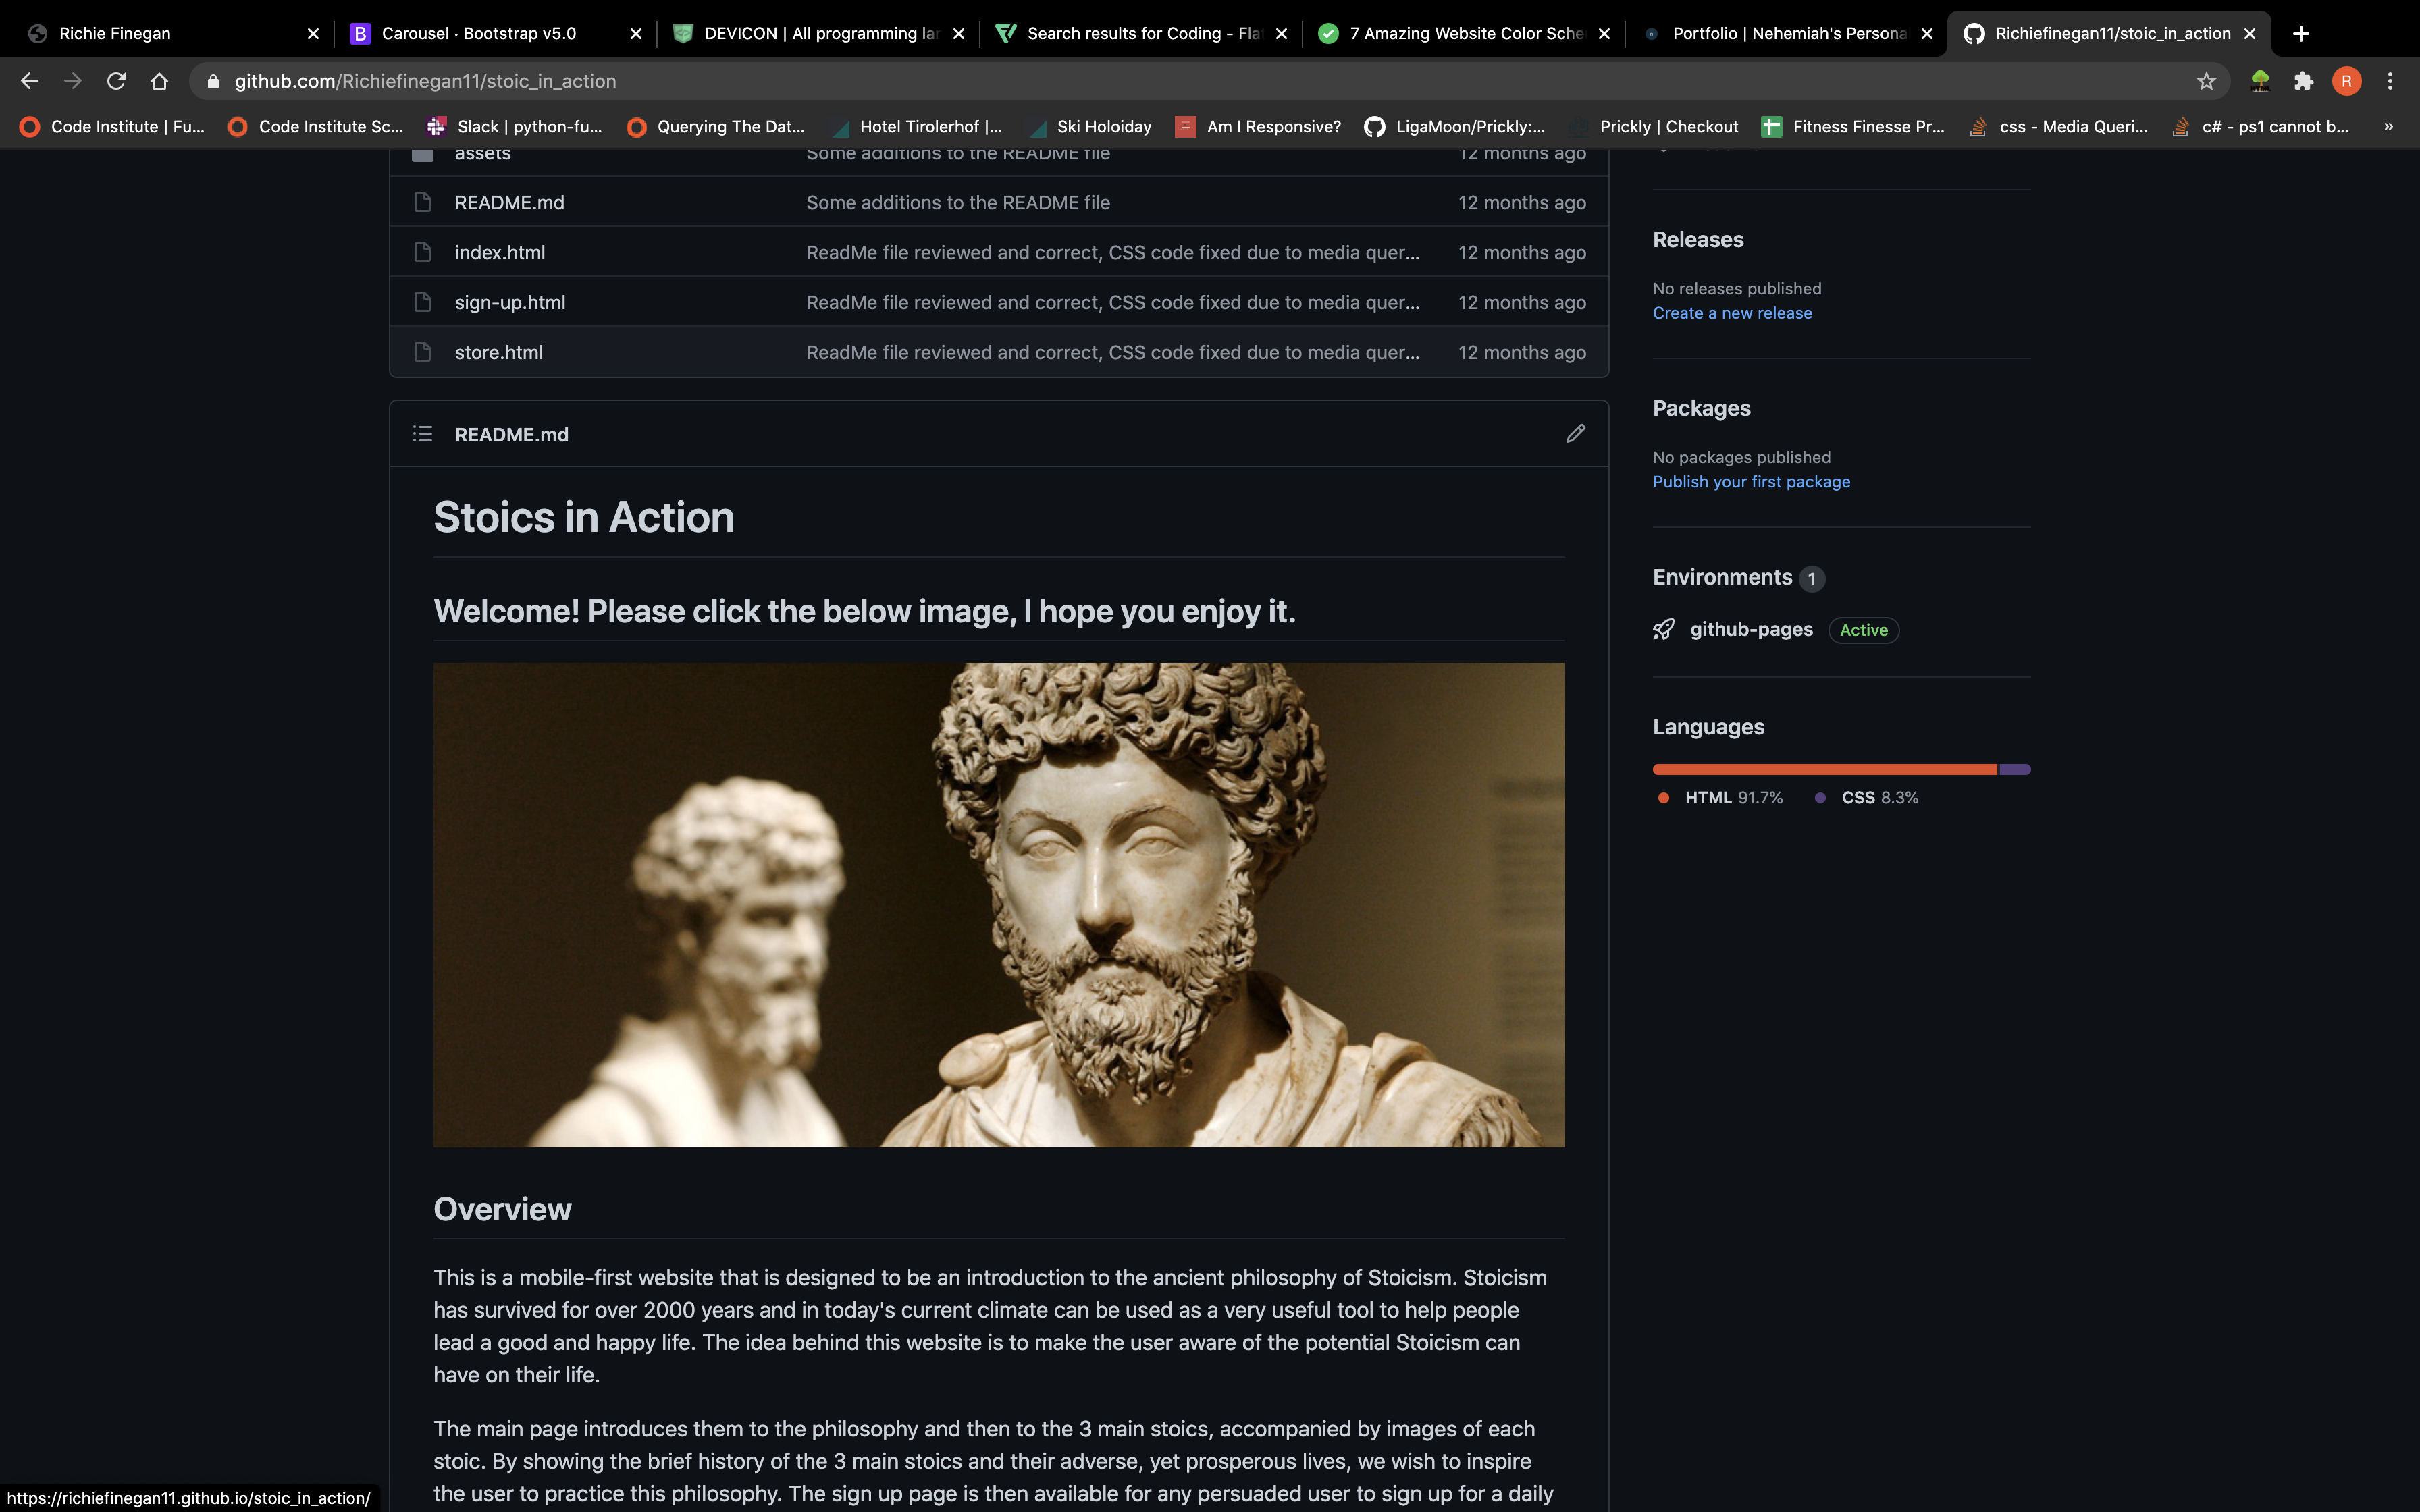 Richie Finegan
Carousel · Bootstrap v5.0
DEVICON | All programming lan
Search results for Coding - Fla
7 Amazing Website Color Sche
Portfolio | Nehemiah's Persona
Richiefinegan11/stoic_in_action
github.com/Richiefinegan11/stoic_in_action
R
Code Institute | Fu...
Code Institute Sc...
Slack | python-fu...
Querying The Dat...
Hotel Tirolerhof |...
Ski Holoiday
Am I Responsive?
LigaMoon/Prickly:...
Prickly | Checkout
Fitness Finesse Pr...
css - Media Queri...
c# - ps1 cannot b...
»
assets Some additions to the README file 12 months ago
README.md Some additions to the README file 12 months ago
index.html ReadMe file reviewed and correct, CSS code fixed due to media quer... 12 months ago
sign-up.html ReadMe file reviewed and correct, CSS code fixed due to media quer... 12 months ago
store.html ReadMe file reviewed and correct, CSS code fixed due to media quer... 12 months ago
README.md
Stoics in Action
Welcome! Please click the below image, I hope you enjoy it.
Overview
This is a mobile-first website that is designed to be an introduction to the ancient philosophy of Stoicism. Stoicism
has survived for over 2000 years and in today's current climate can be used as a very useful tool to help people
lead a good and happy life. The idea behind this website is to make the user aware of the potential Stoicism can
have on their life.
The main page introduces them to the philosophy and then to the 3 main stoics, accompanied by images of each
stoic. By showing the brief history of the 3 main stoics and their adverse, yet prosperous lives, we wish to inspire
the user to practice this philosophy. The sign up page is then available for any persuaded user to sign up for a daily
Releases
No releases published
Create a new release
Packages
No packages published
Publish your first package
Environments 1
github-pages Active
Languages
HTML 91.7% CSS 8.3%
https://richiefinegan11.github.io/stoic_in_action/